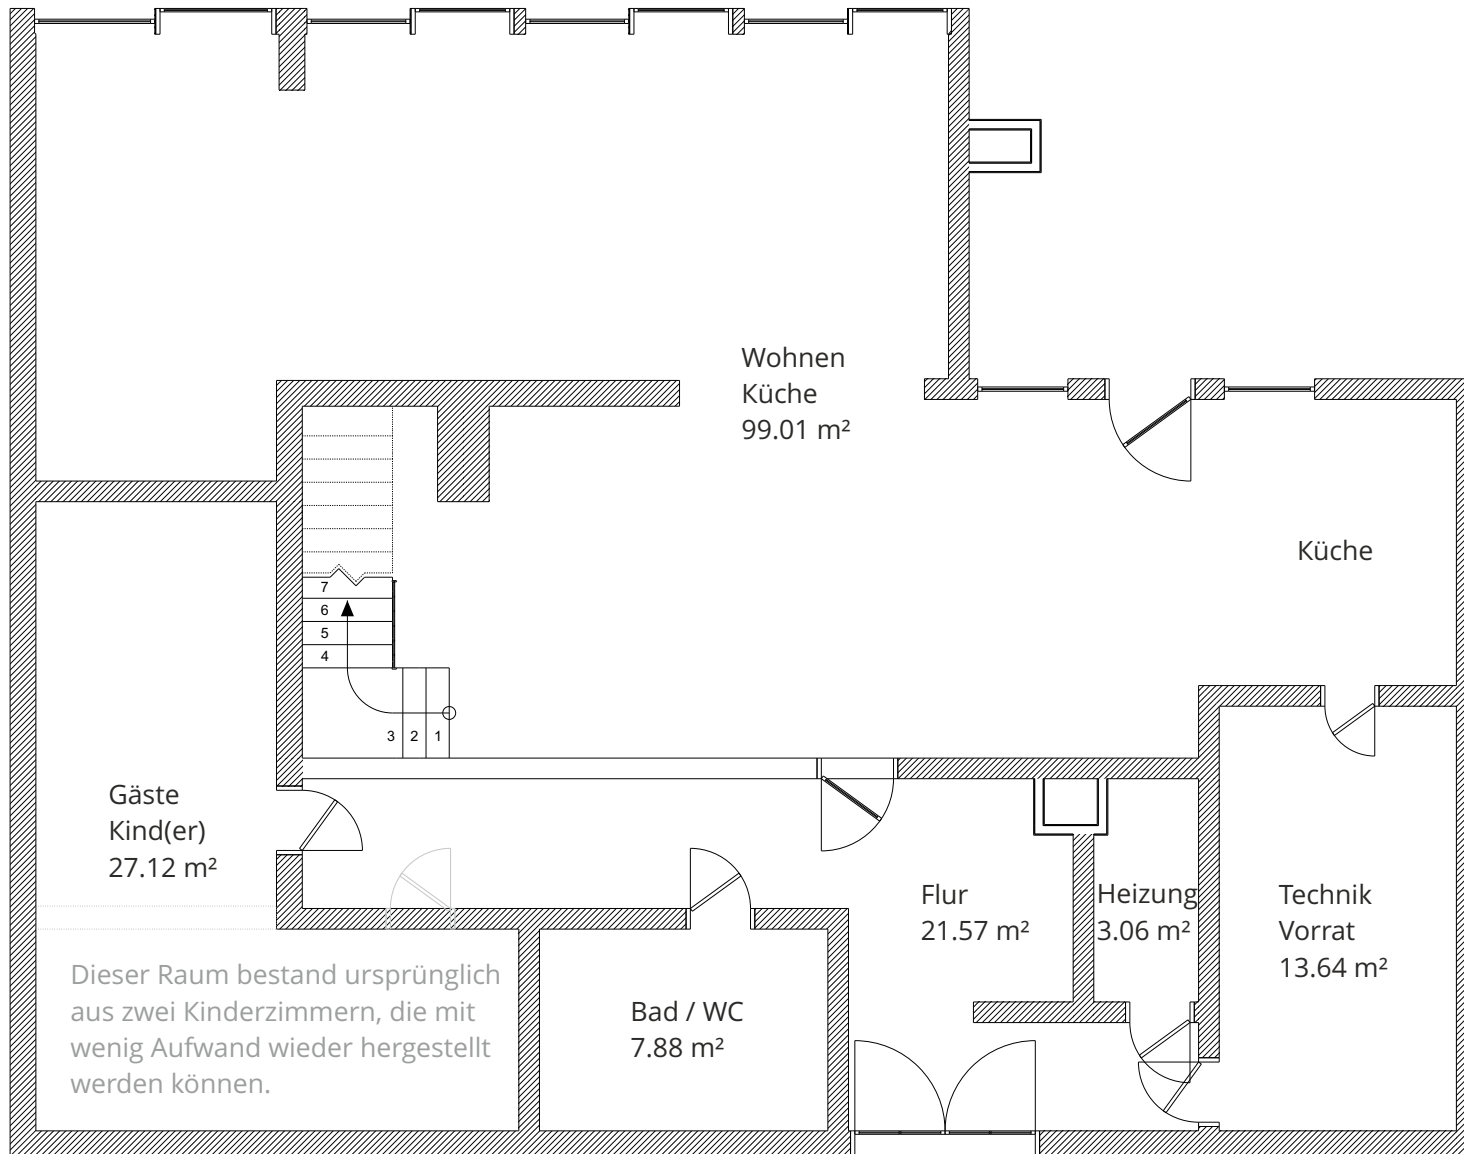 Wohnen
Küche
99.01 m²
Küche
7
6
5
4
3 2 1
Gäste
Kind(er)
27.12 m²
Flur
21.57 m²
Heizung
3.06 m²
Technik
Vorrat
13.64 m²
Dieser Raum bestand ursprünglich
aus zwei Kinderzimmern, die mit
wenig Aufwand wieder hergestellt
werden können.
Bad / WC
7.88 m²